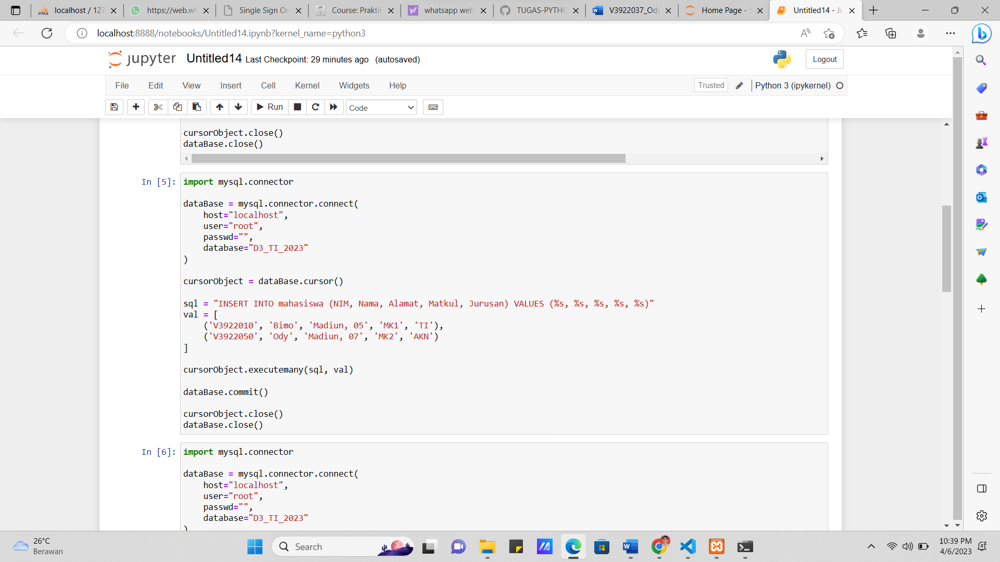 localhost / 127
https://web.wh
Single Sign On
Course: Praktik
whatsapp web
TUGAS-PYTHO
V3922037_Ody
Home Page - S
Untitled14 - Ju
localhost:8888/notebooks/Untitled14.ipynb?kernel_name=python3
jupyter Untitled14 Last Checkpoint: 29 minutes ago (autosaved)
Logout
File Edit View Insert Cell Kernel Widgets Help
Trusted
Python 3 (ipykernel)
Run
Code
cursorObject.close()
dataBase.close()
In [5]:
import mysql.connector
dataBase = mysql.connector.connect(
    host="localhost",
    user="root",
    passwd="",
    database="D3_TI_2023"
)
cursorObject = dataBase.cursor()
sql = "INSERT INTO mahasiswa (NIM, Nama, Alamat, Matkul, Jurusan) VALUES (%s, %s, %s, %s, %s)"
val = [
    ('V3922010', 'Bimo', 'Madiun, 05', 'MK1', 'TI'),
    ('V3922050', 'Ody', 'Madiun, 07', 'MK2', 'AKN')
]
cursorObject.executemany(sql, val)
dataBase.commit()
cursorObject.close()
dataBase.close()
In [6]:
import mysql.connector
dataBase = mysql.connector.connect(
    host="localhost",
    user="root",
    passwd="",
    database="D3_TI_2023"
)
26°C
Berawan
Search
10:39 PM
4/6/2023